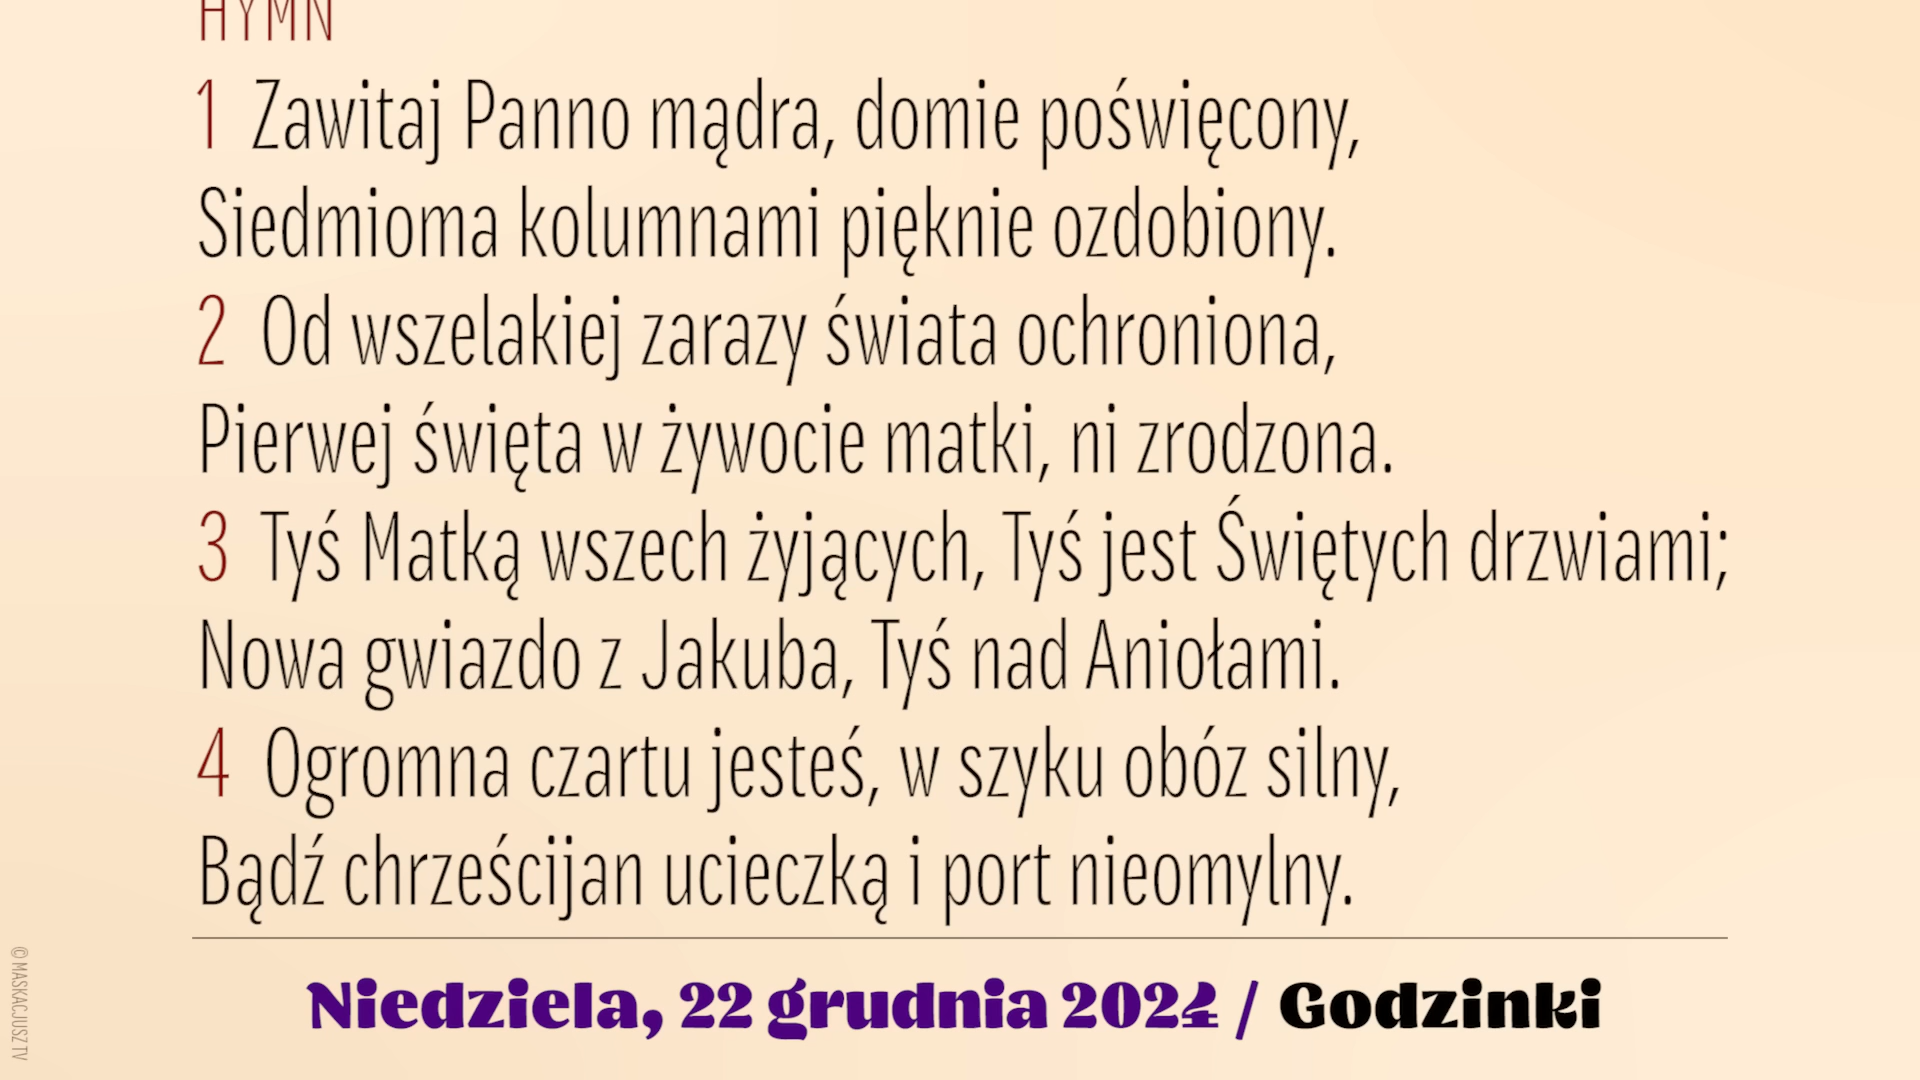 HYMN
1 Zawitaj Panno mądra, domie poświęcony,
Siedmioma kolumnami pięknie ozdobiony.
2 Od wszelakiej zarazy świata ochroniona,
Pierwej święta w żywocie matki, ni zrodzona.
3 Tyś Matką wszech żyjących, Tyś jest Świętych drzwiami;
Nowa gwiazdo z Jakuba, Tyś nad Aniołami.
4 Ogromna czartu jesteś, w szyku obóz silny,
Bądź chrześcijan ucieczką i port nieomylny.
Niedziela, 22 grudnia 2024 / Godzinki
© MASKACJUSZ TV